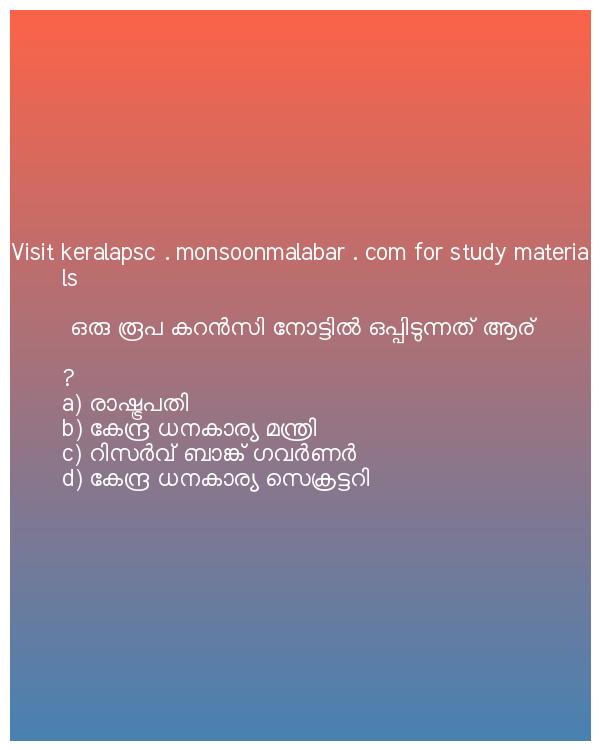 Visit keralapsc . monsoonmalabar . com for study materia
ls
ഒരു രൂപ കറൻസി നോട്ടിൽ ഒപ്പിടുന്നത് ആര്
?
a) രാഷ്ട്രപതി
b) കേന്ദ്ര ധനകാര്യ മന്ത്രി
c) റിസർവ് ബാങ്ക് ഗവർണർ
d) കേന്ദ്ര ധനകാര്യ സെക്രട്ടറി